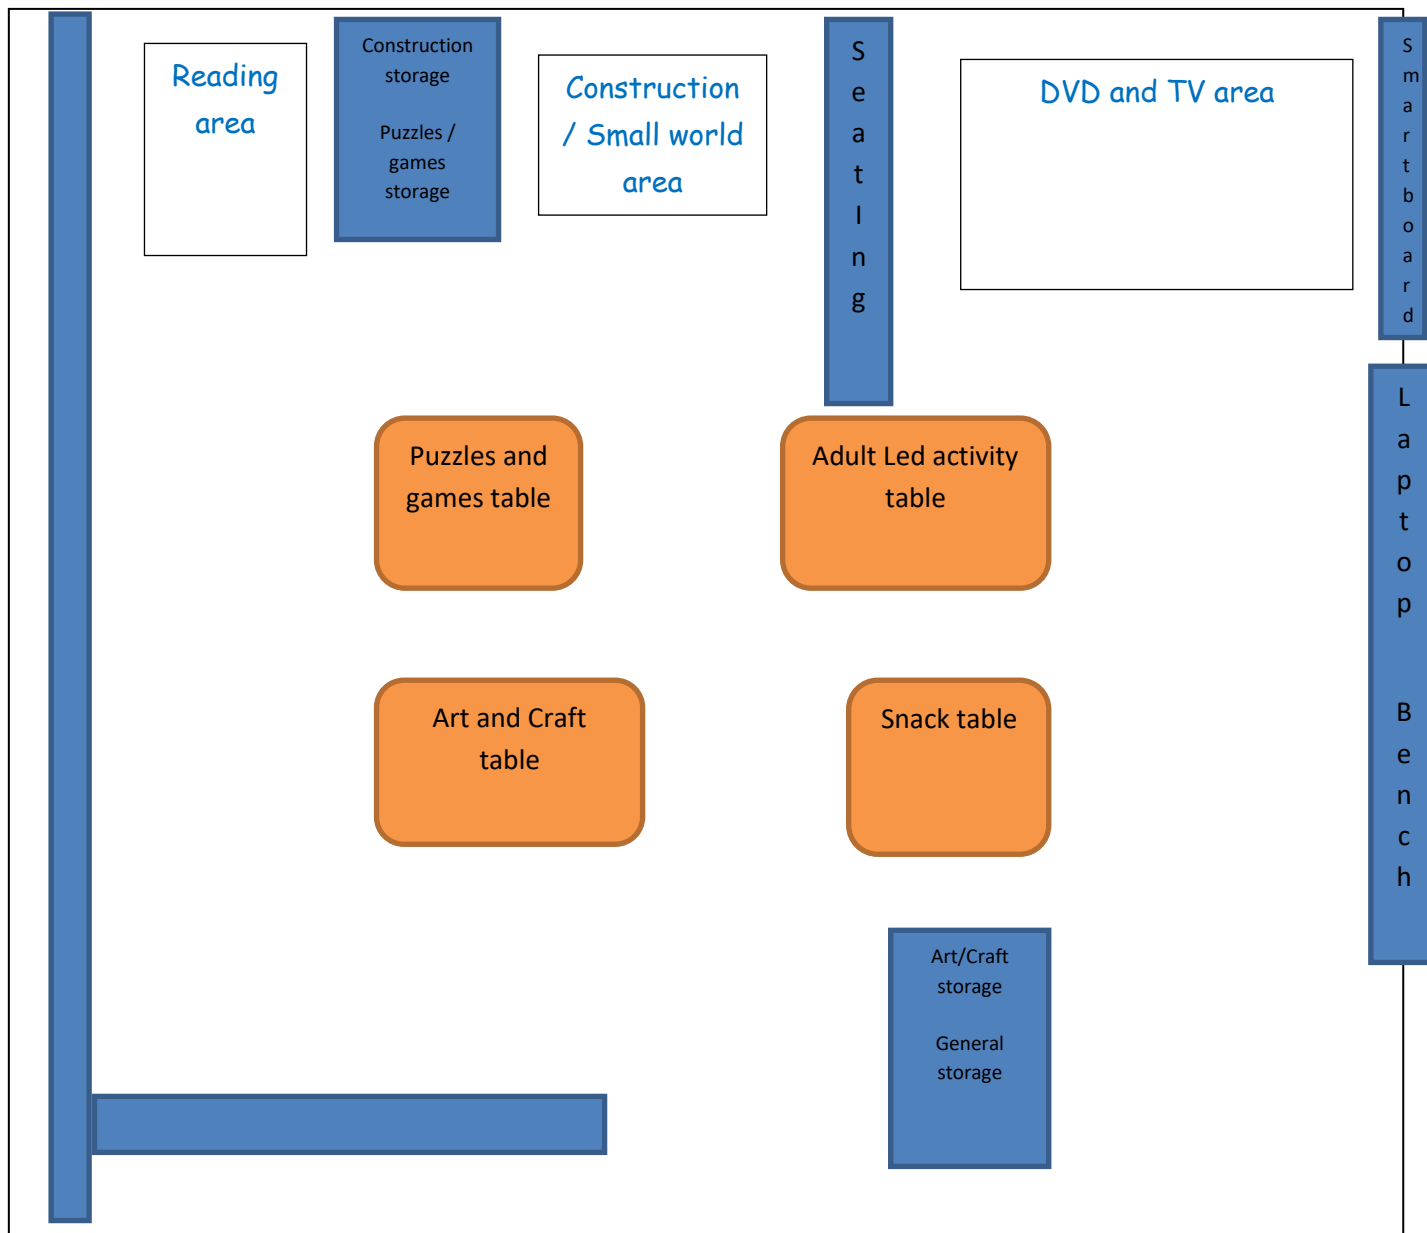 Reading
area
Construction
storage
Puzzles /
games
storage
Construction
/ Small world
area
S
e
a
t
I
n
g
DVD and TV area
S
m
a
r
t
b
o
a
r
d
Puzzles and
games table
Adult Led activity
table
L
a
p
t
o
p
B
e
n
c
h
Art and Craft
table
Snack table
Art/Craft
storage
General
storage